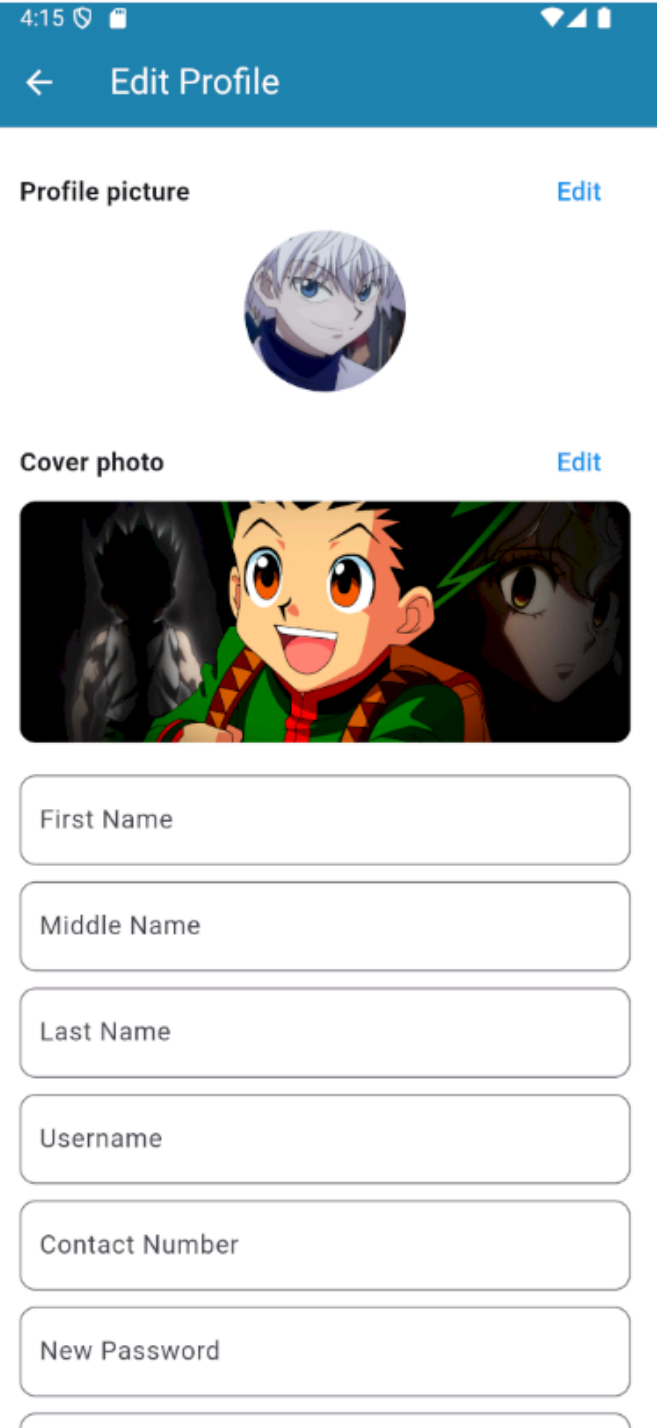 4:15
Edit Profile
Profile picture Edit
Cover photo Edit
First Name
Middle Name
Last Name
Username
Contact Number
New Password